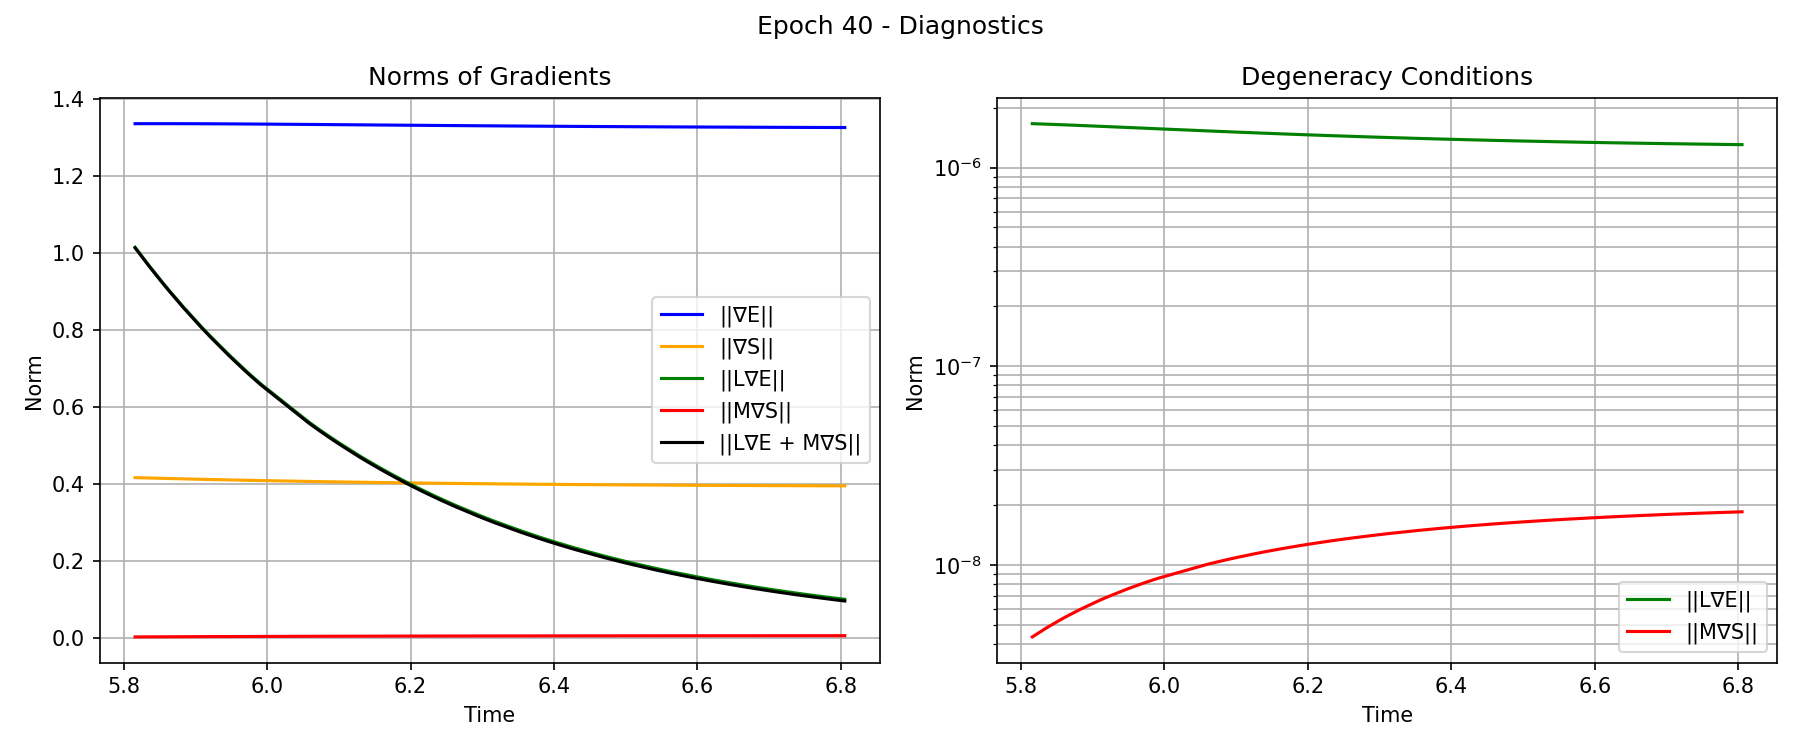 Epoch 40 - Diagnostics
Norms of Gradients
1.4
1.2
1.0
0.8
0.6
0.4
0.2
0.0
Norm
5.8 6.0 6.2 6.4 6.6 6.8
Time
||∇E||
||∇S||
||L∇E||
||M∇S||
||L∇E + M∇S||
Degeneracy Conditions
10⁻⁶
10⁻⁷
10⁻⁸
Norm
5.8 6.0 6.2 6.4 6.6 6.8
Time
||L∇E||
||M∇S||